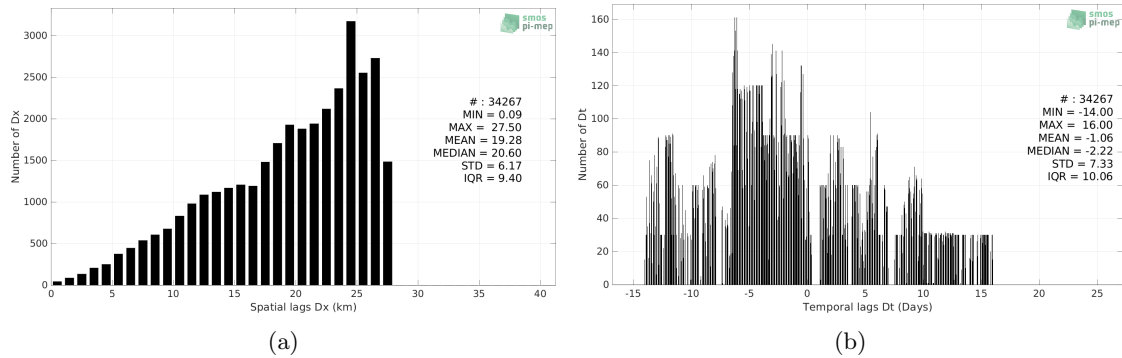 smos
pi-mep
Number of Dx
3000
2500
2000
1500
1000
500
0
# : 34267
MIN = 0.09
MAX = 27.50
MEAN = 19.28
MEDIAN = 20.60
STD = 6.17
IQR = 9.40
0 5 10 15 20 25 30 35 40
Spatial lags Dx (km)
(a)
smos
pi-mep
Number of Dt
160
140
120
100
80
60
40
20
0
# : 34267
MIN = -14.00
MAX = 16.00
MEAN = -1.06
MEDIAN = -2.22
STD = 7.33
IQR = 10.06
-15 -10 -5 0 5 10 15 20 25
Temporal lags Dt (Days)
(b)